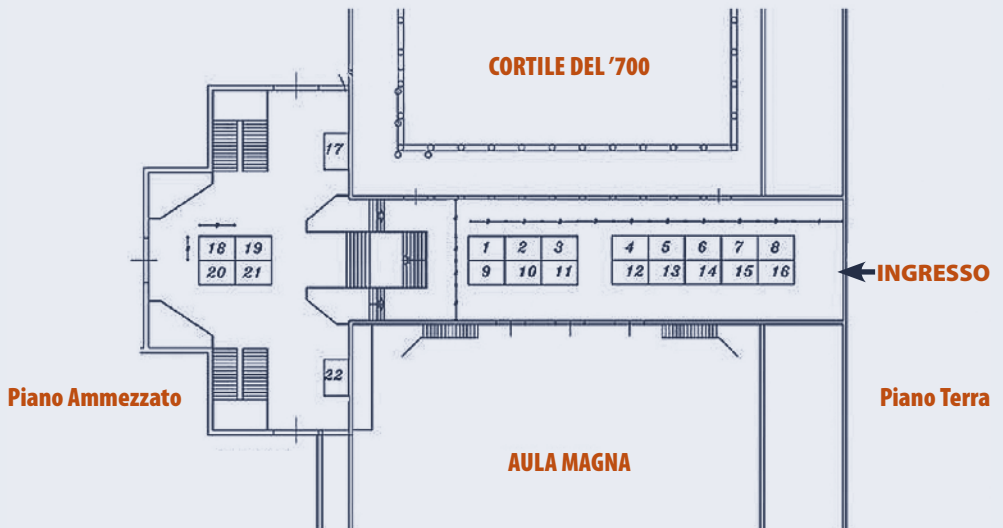 CORTILE DEL '700
17
18 19
20 21
1 2 3 4 5 6 7 8
9 10 11 12 13 14 15 16
INGRESSO
22
Piano Ammezzato
Piano Terra
AULA MAGNA